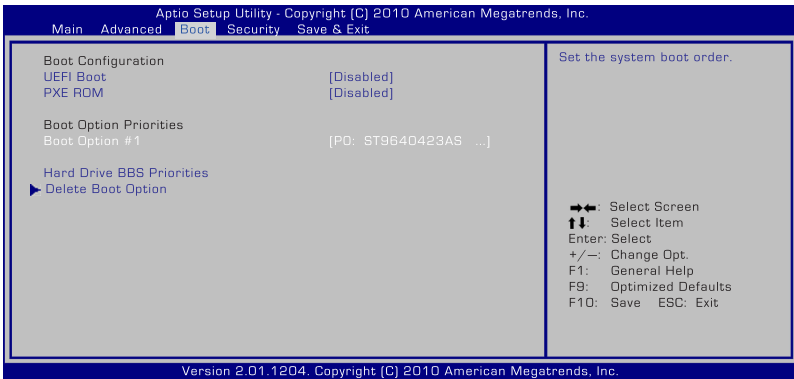 Aptio Setup Utility - Copyright (C) 2010 American Megatrends, Inc.
Main Advanced Boot Security Save & Exit
Boot Configuration
UEFI Boot [Disabled]
PXE ROM [Disabled]
Boot Option Priorities
Boot Option #1 [P0: ST9640423AS ...]
Hard Drive BBS Priorities
Delete Boot Option
Set the system boot order.
→←: Select Screen
↑↓: Select Item
Enter: Select
+/—: Change Opt.
F1: General Help
F9: Optimized Defaults
F10: Save ESC: Exit
Version 2.01.1204. Copyright (C) 2010 American Megatrends, Inc.